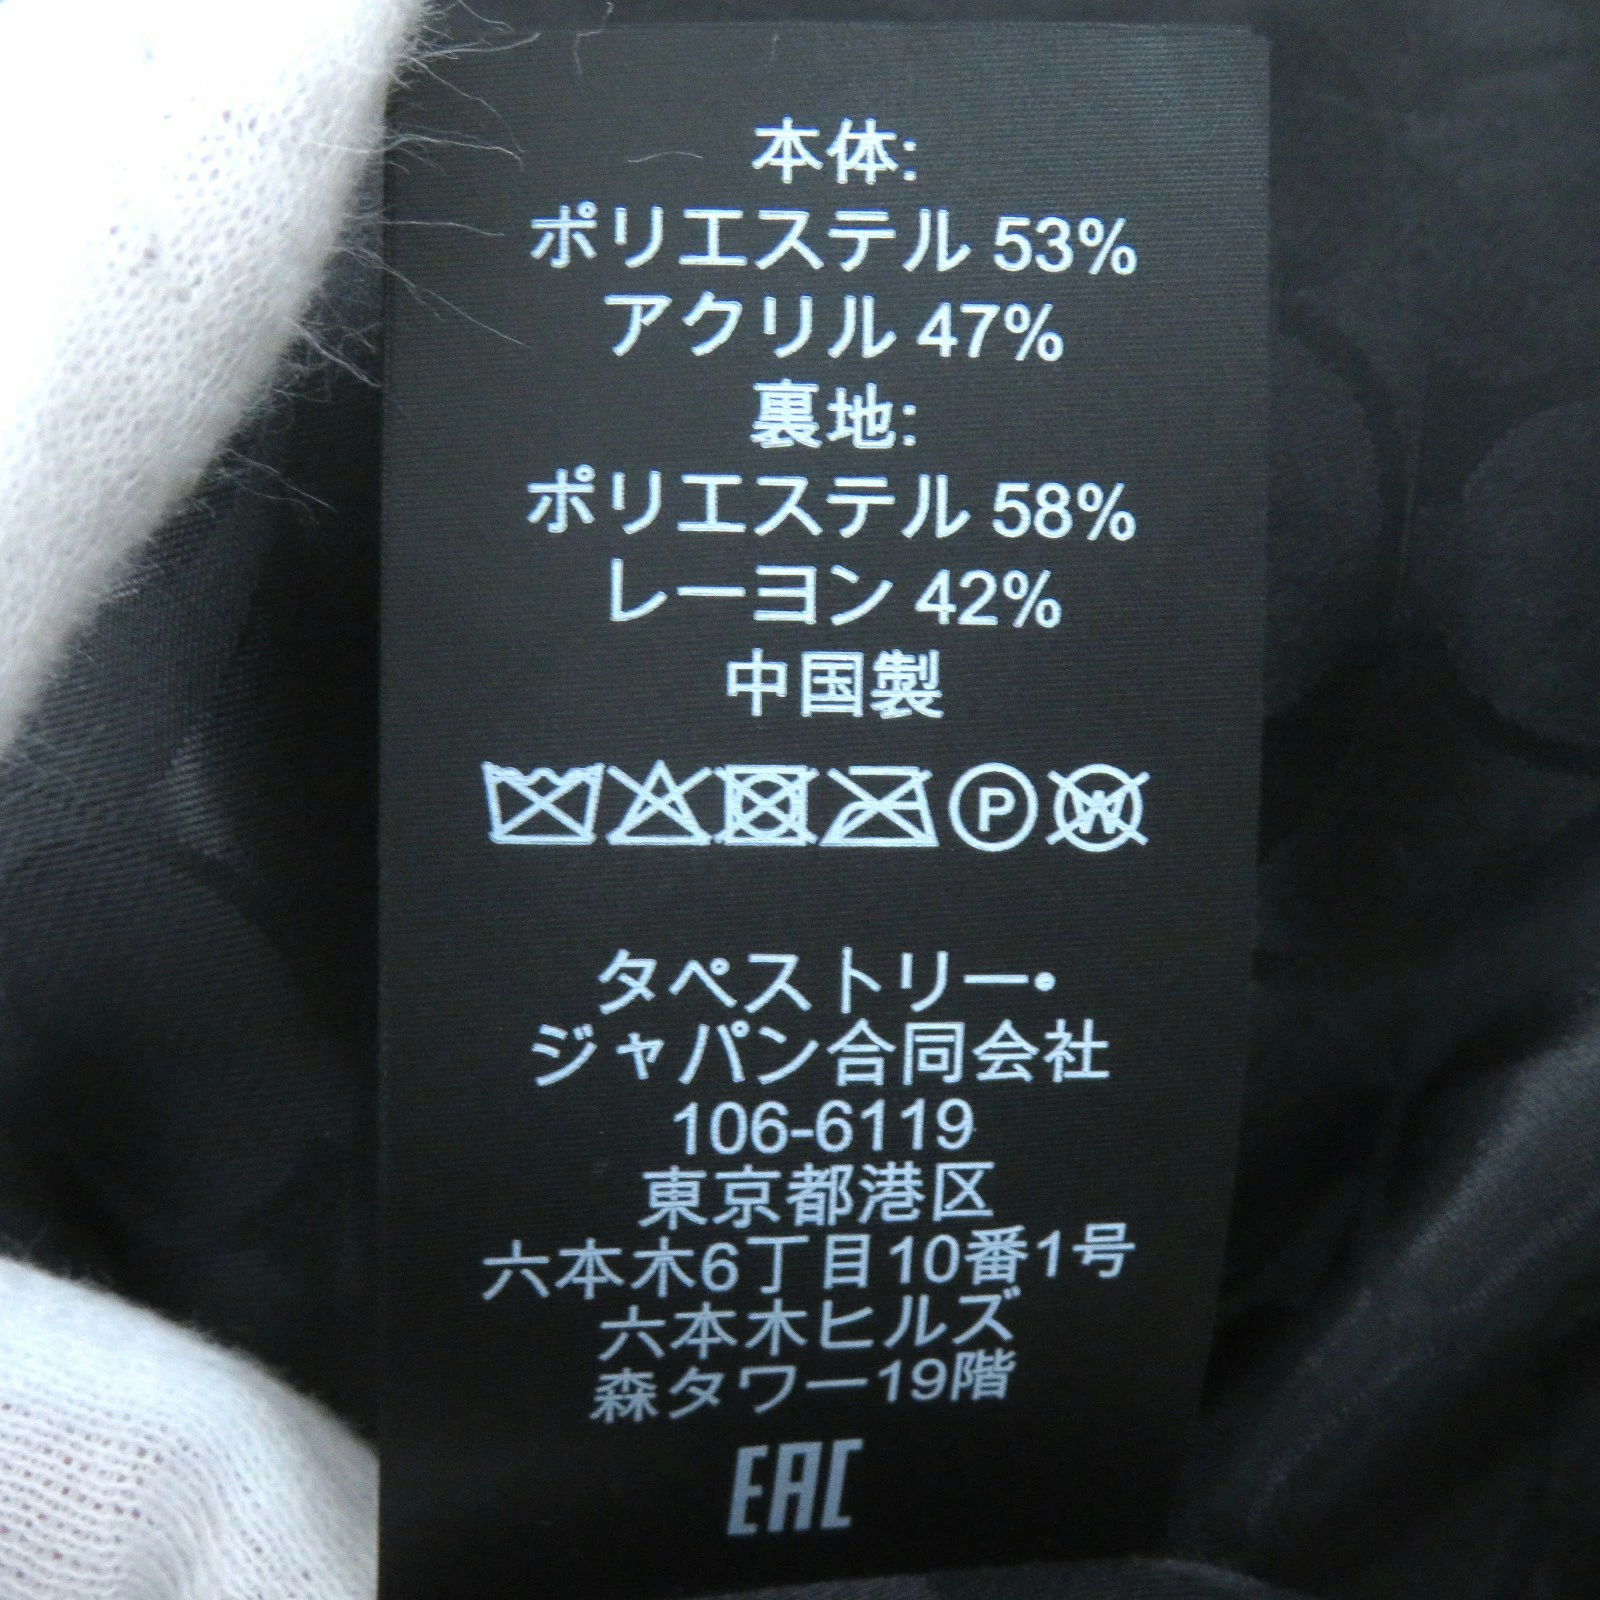 本体:
ポリエステル 53%
アクリル 47%
裏地:
ポリエステル 58%
レーヨン 42%
中国製
P W
タペストリー・
ジャパン合同会社
106-6119
東京都港区
六本木6丁目10番1号
六本木ヒルズ
森タワー19階
EAC